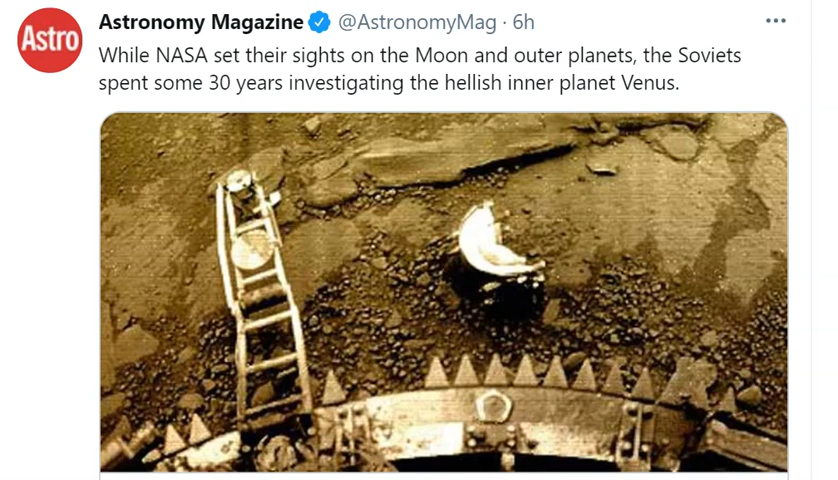 Astro
Astronomy Magazine @AstronomyMag · 6h
While NASA set their sights on the Moon and outer planets, the Soviets
spent some 30 years investigating the hellish inner planet Venus.